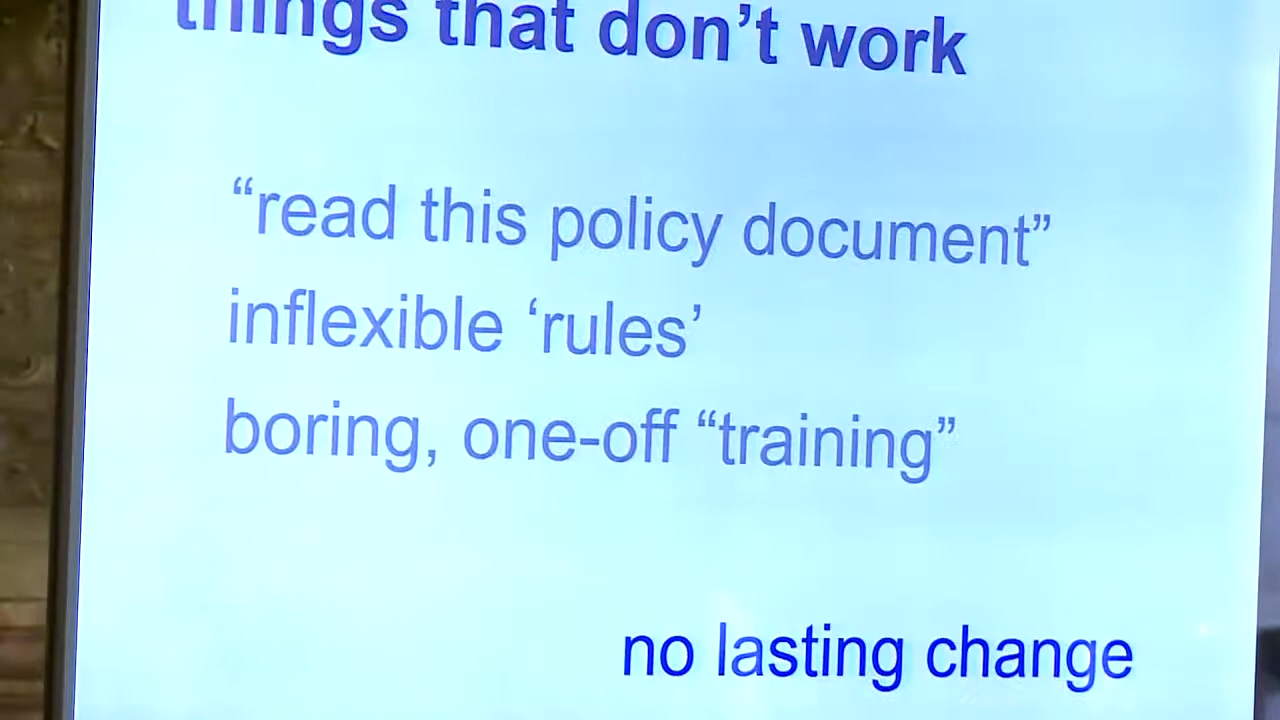 things that don’t work
“read this policy document”
inflexible ‘rules’
boring, one-off “training”
no lasting change